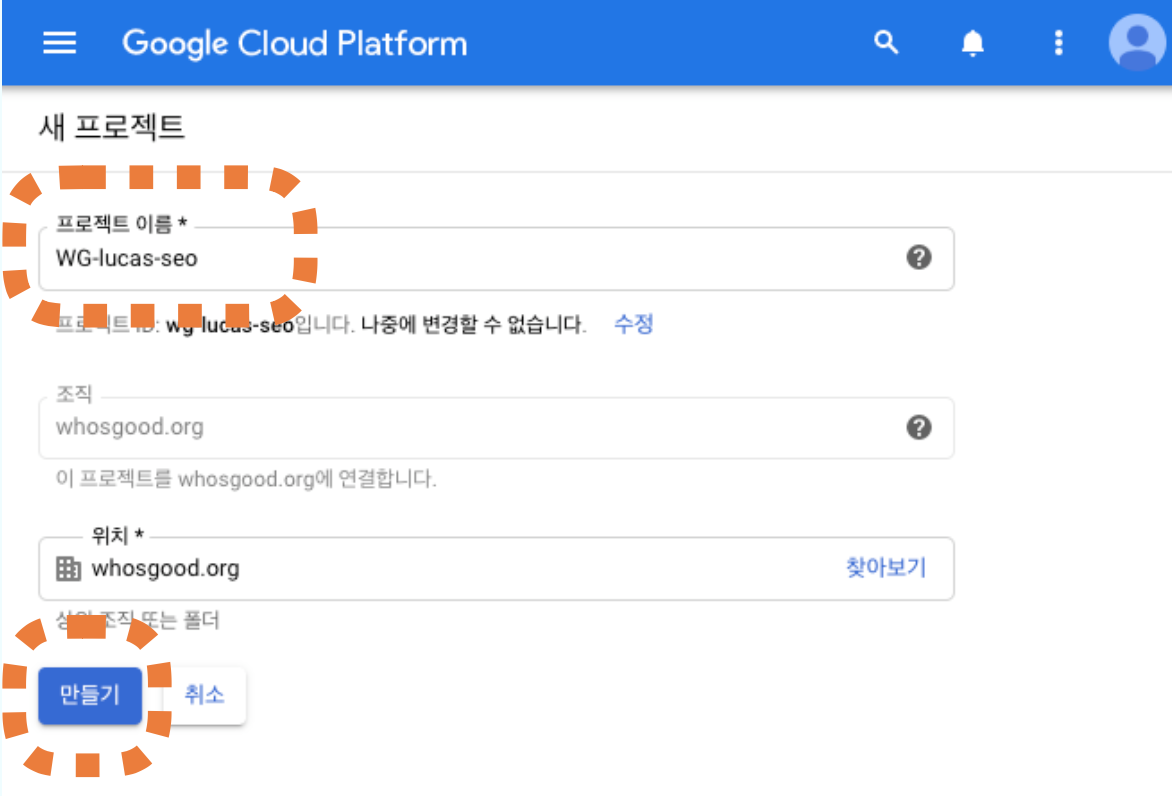 Google Cloud Platform
새 프로젝트
프로젝트 이름 *
WG-lucas-seo
프로젝트 ID: wg-lucas-seo입니다. 나중에 변경할 수 없습니다. 수정
조직
whosgood.org
이 프로젝트를 whosgood.org에 연결합니다.
위치 *
whosgood.org 찾아보기
상위 조직 또는 폴더
만들기 취소